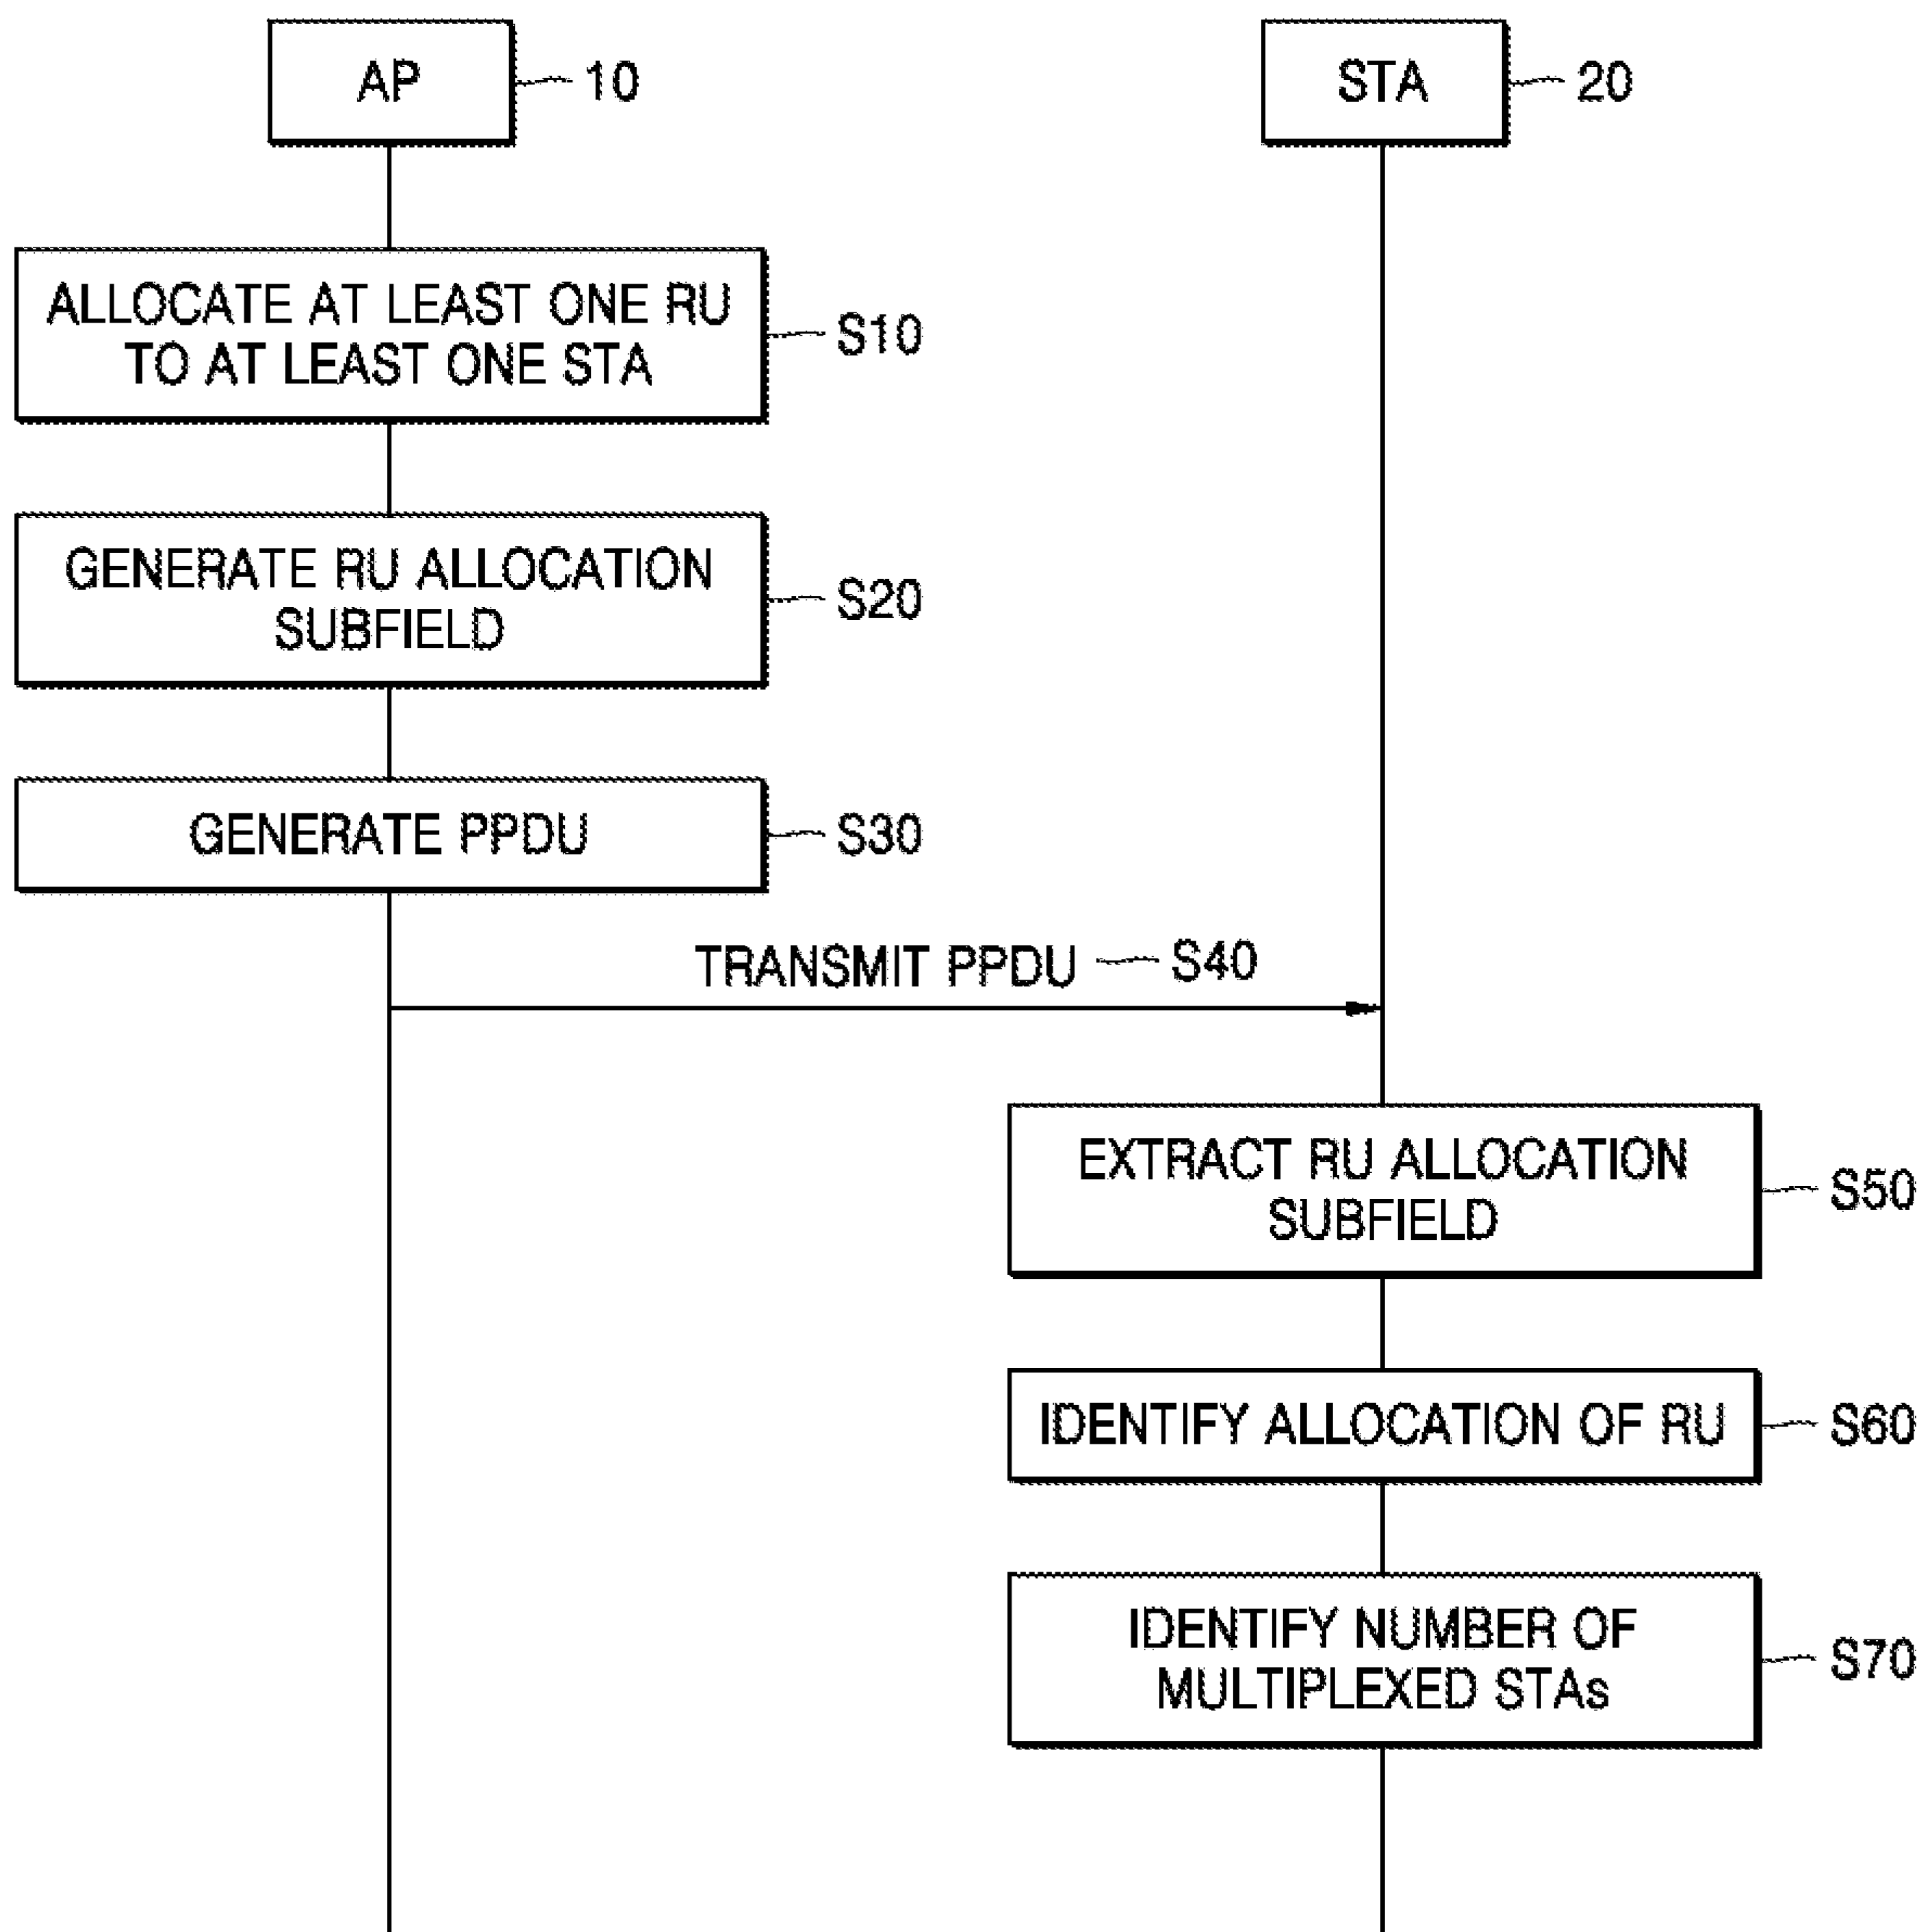 AP
10
STA
20
ALLOCATE AT LEAST ONE RU
TO AT LEAST ONE STA
S10
GENERATE RU ALLOCATION
SUBFIELD
S20
GENERATE PPDU
S30
TRANSMIT PPDU
S40
EXTRACT RU ALLOCATION
SUBFIELD
S50
IDENTIFY ALLOCATION OF RU
S60
IDENTIFY NUMBER OF
MULTIPLEXED STAs
S70